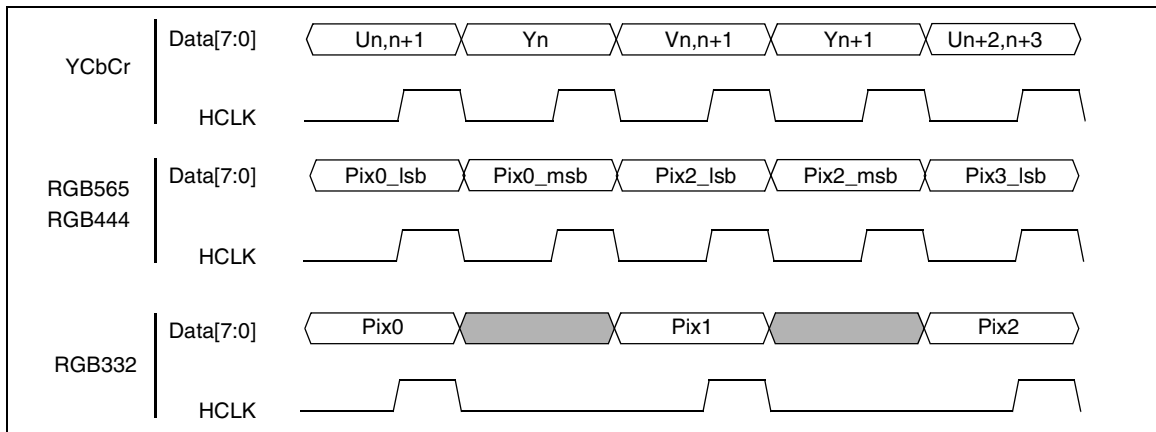 YCbCr
Data[7:0] Un,n+1 Yn Vn,n+1 Yn+1 Un+2,n+3
HCLK
RGB565
RGB444
Data[7:0] Pix0_lsb Pix0_msb Pix2_lsb Pix2_msb Pix3_lsb
HCLK
RGB332
Data[7:0] Pix0 Pix1 Pix2
HCLK